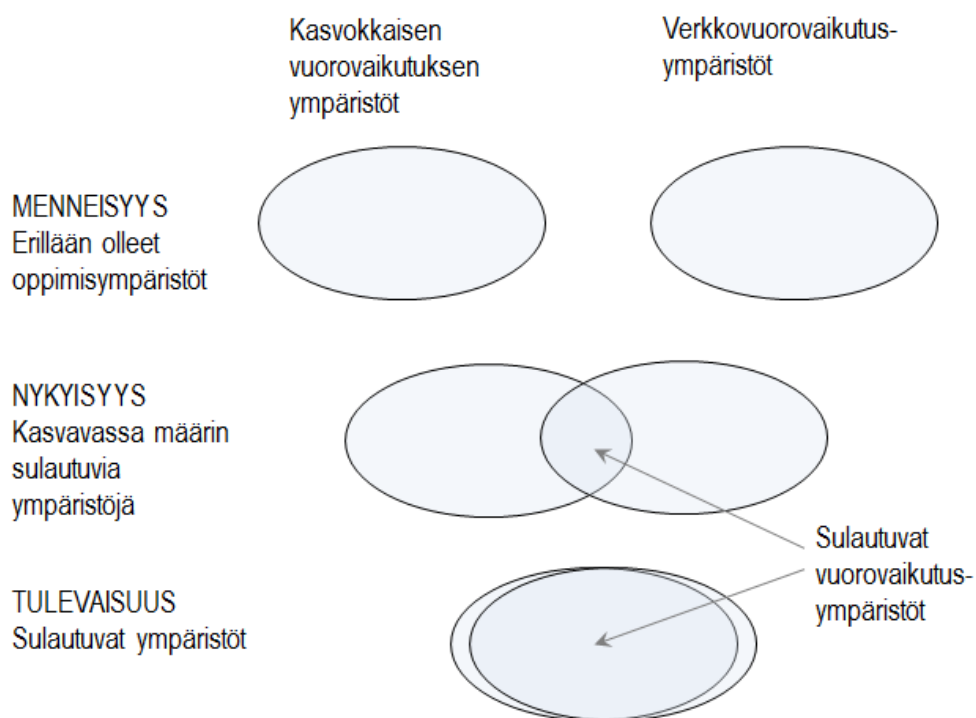 Kasvokkaisen
vuorovaikutuksen
ympäristöt
Verkkovuorovaikutus-
ympäristöt
MENNEISYYS
Erillään olleet
oppimisympäristöt
NYKYISYYS
Kasvavassa määrin
sulautuvia
ympäristöjä
Sulautuvat
vuorovaikutus-
ympäristöt
TULEVAISUUS
Sulautuvat ympäristöt